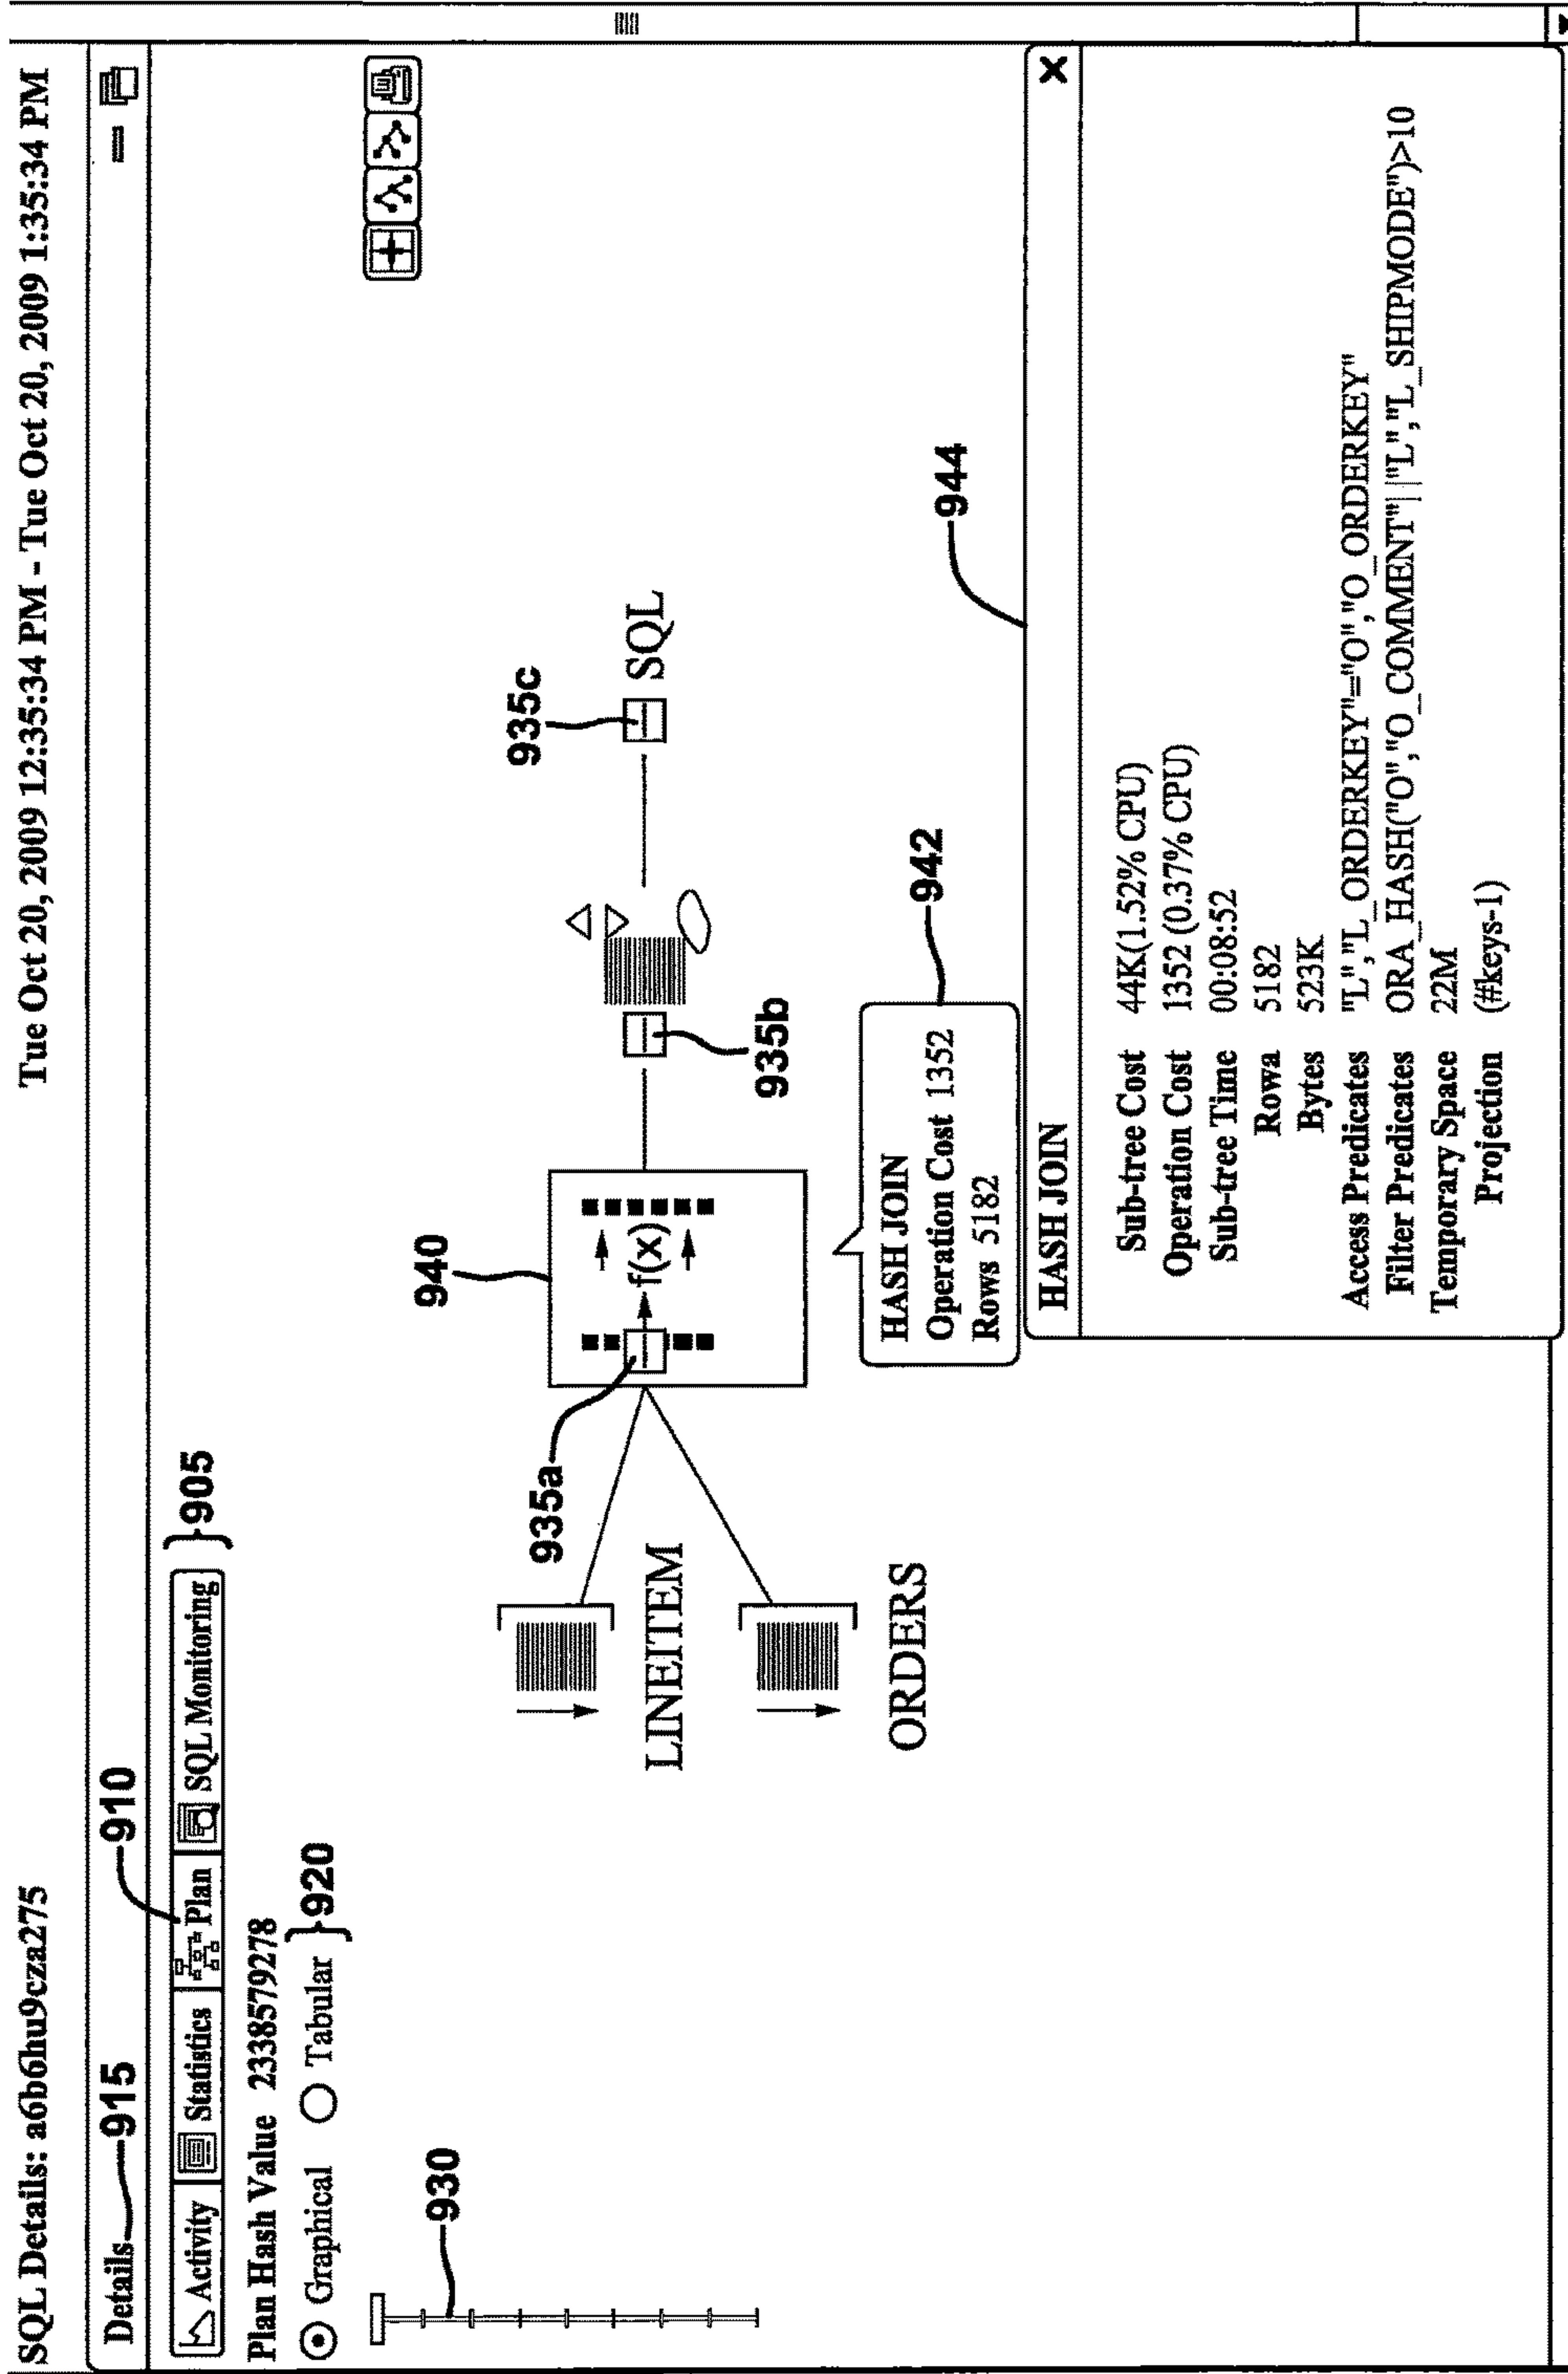 SQL Details: a6b6hu9cza275
Tue Oct 20, 2009 12:35:34 PM - Tue Oct 20, 2009 1:35:34 PM
Details 915
910
Activity Statistics Plan SQL Monitoring 905
Plan Hash Value 2338579278
Graphical Tabular 920
930
LINEITEM
ORDERS
935a
940
f(x)
935b
935c
SQL
942
HASH JOIN
Operation Cost 1352
Rows 5182
944
HASH JOIN X
Sub-tree Cost 44K(1.52% CPU)
Operation Cost 1352 (0.37% CPU)
Sub-tree Time 00:08:52
Rowa 5182
Bytes 523K
Access Predicates "L","L_ORDERKEY"="O","O_ORDERKEY"
Filter Predicates ORA_HASH("O","O_COMMENT"||"L","L_SHIPMODE")>10
Temporary Space 22M
Projection (#keys-1)